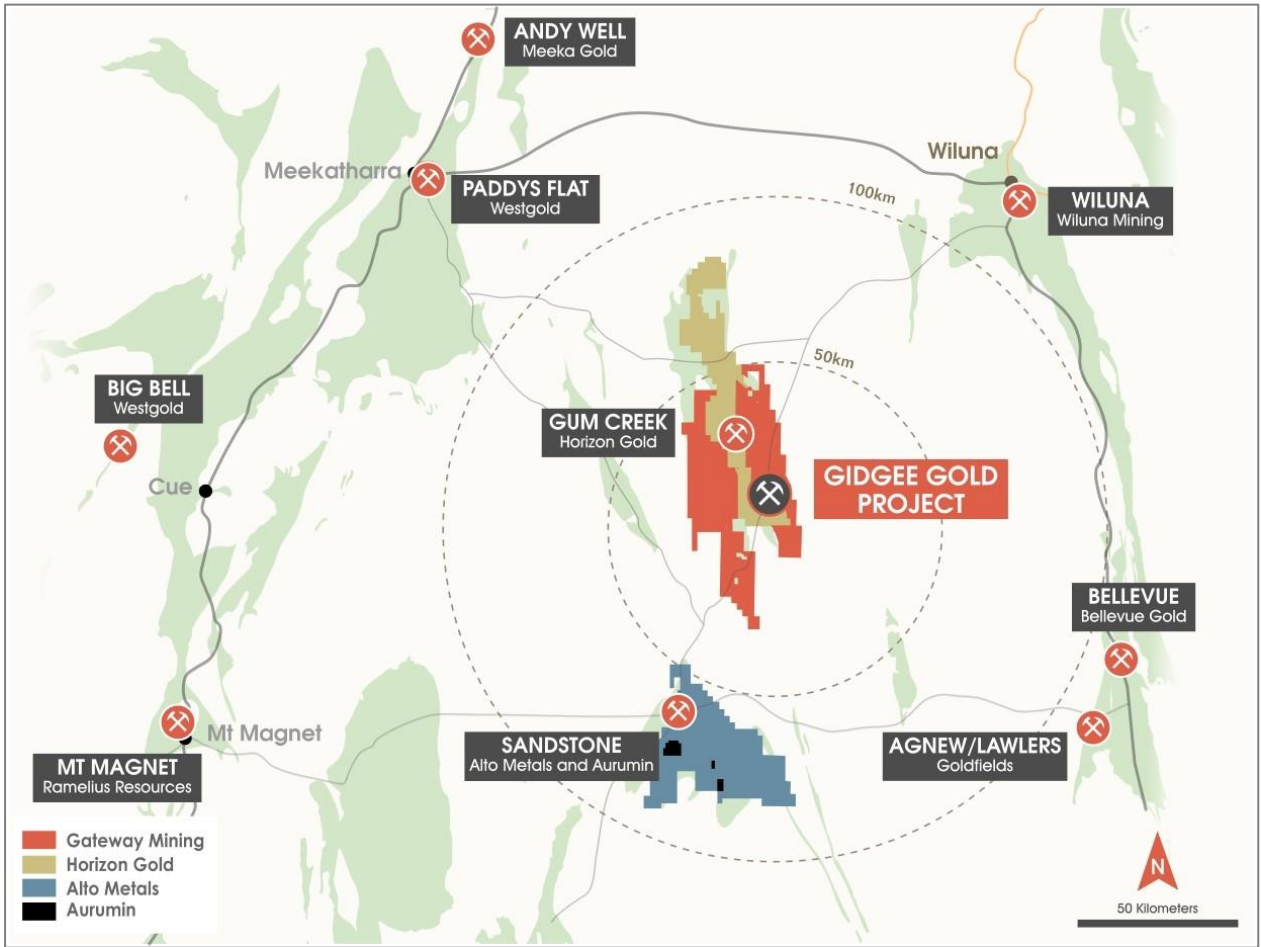 ANDY WELL
Meeka Gold
Meekatharra
PADDYS FLAT
Westgold
Wiluna
WILUNA
Wiluna Mining
100km
50km
BIG BELL
Westgold
Cue
GUM CREEK
Horizon Gold
GIDGEE GOLD
PROJECT
BELLEVUE
Bellevue Gold
Mt Magnet
MT MAGNET
Ramelius Resources
SANDSTONE
Alto Metals and Aurumin
AGNEW/LAWLERS
Goldfields
Gateway Mining
Horizon Gold
Alto Metals
Aurumin
N
50 Kilometers